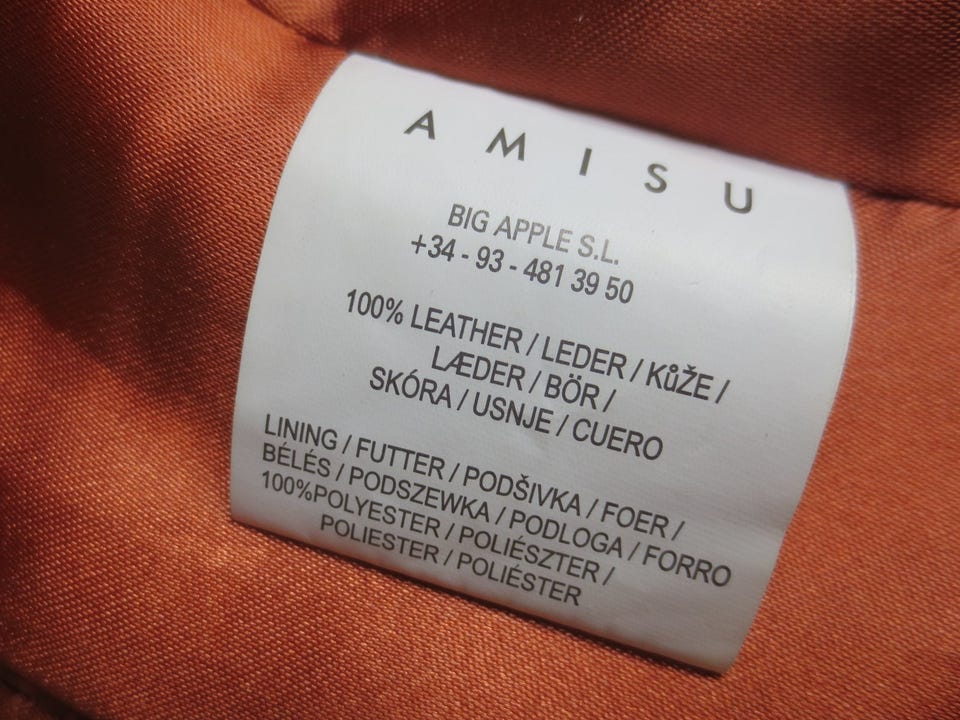 AMISU
BIG APPLE S.L.
+34 - 93 - 481 39 50
100% LEATHER / LEDER / KůŽE /
LÆDER / BÖR /
SKÓRA / USNJE / CUERO
LINING / FUTTER / PODŠIVKA / FOER /
BÉLÉS / PODSZEWKA / PODLOGA / FORRO
100%POLYESTER / POLIÉSZTER /
POLIESTER / POLIÉSTER